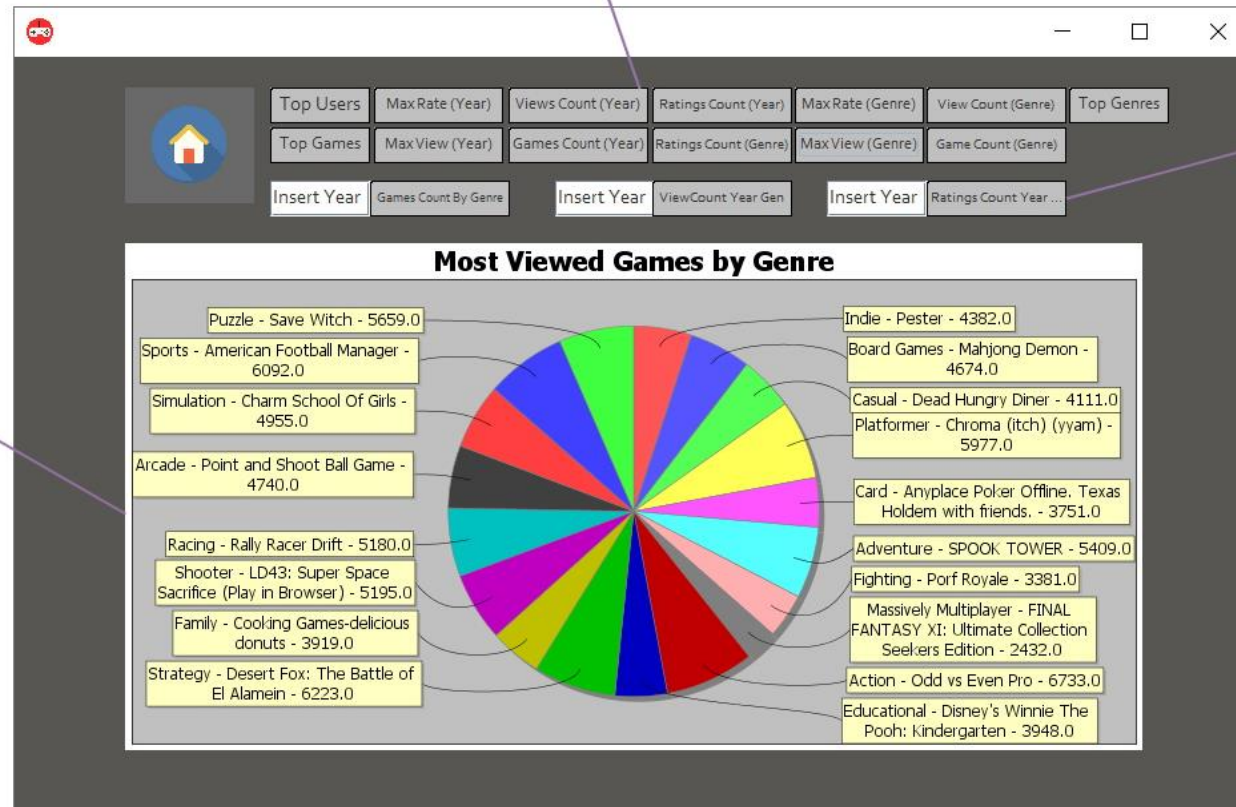 Top Users
MaxRate (Year)
Views Count (Year)
Ratings Count (Year)
MaxRate (Genre)
View Count (Genre)
Top Genres
Top Games
MaxView (Year)
Games Count (Year)
Ratings Count (Genre)
MaxView (Genre)
Game Count (Genre)
Insert Year
Games Count By Genre
Insert Year
ViewCount Year Gen
Insert Year
Ratings Count Year ...
Most Viewed Games by Genre
Puzzle - Save Witch - 5659.0
Sports - American Football Manager -
6092.0
Simulation - Charm School Of Girls -
4955.0
Arcade - Point and Shoot Ball Game -
4740.0
Racing - Rally Racer Drift - 5180.0
Shooter - LD43: Super Space
Sacrifice (Play in Browser) - 5195.0
Family - Cooking Games-delicious
donuts - 3919.0
Strategy - Desert Fox: The Battle of
El Alamein - 6223.0
Indie - Pester - 4382.0
Board Games - Mahjong Demon -
4674.0
Casual - Dead Hungry Diner - 4111.0
Platformer - Chroma (itch) (yyam) -
5977.0
Card - Anyplace Poker Offline. Texas
Holdem with friends. - 3751.0
Adventure - SPOOK TOWER - 5409.0
Fighting - Porf Royale - 3381.0
Massively Multiplayer - FINAL
FANTASY XI: Ultimate Collection
Seekers Edition - 2432.0
Action - Odd vs Even Pro - 6733.0
Educational - Disney's Winnie The
Pooh: Kindergarten - 3948.0